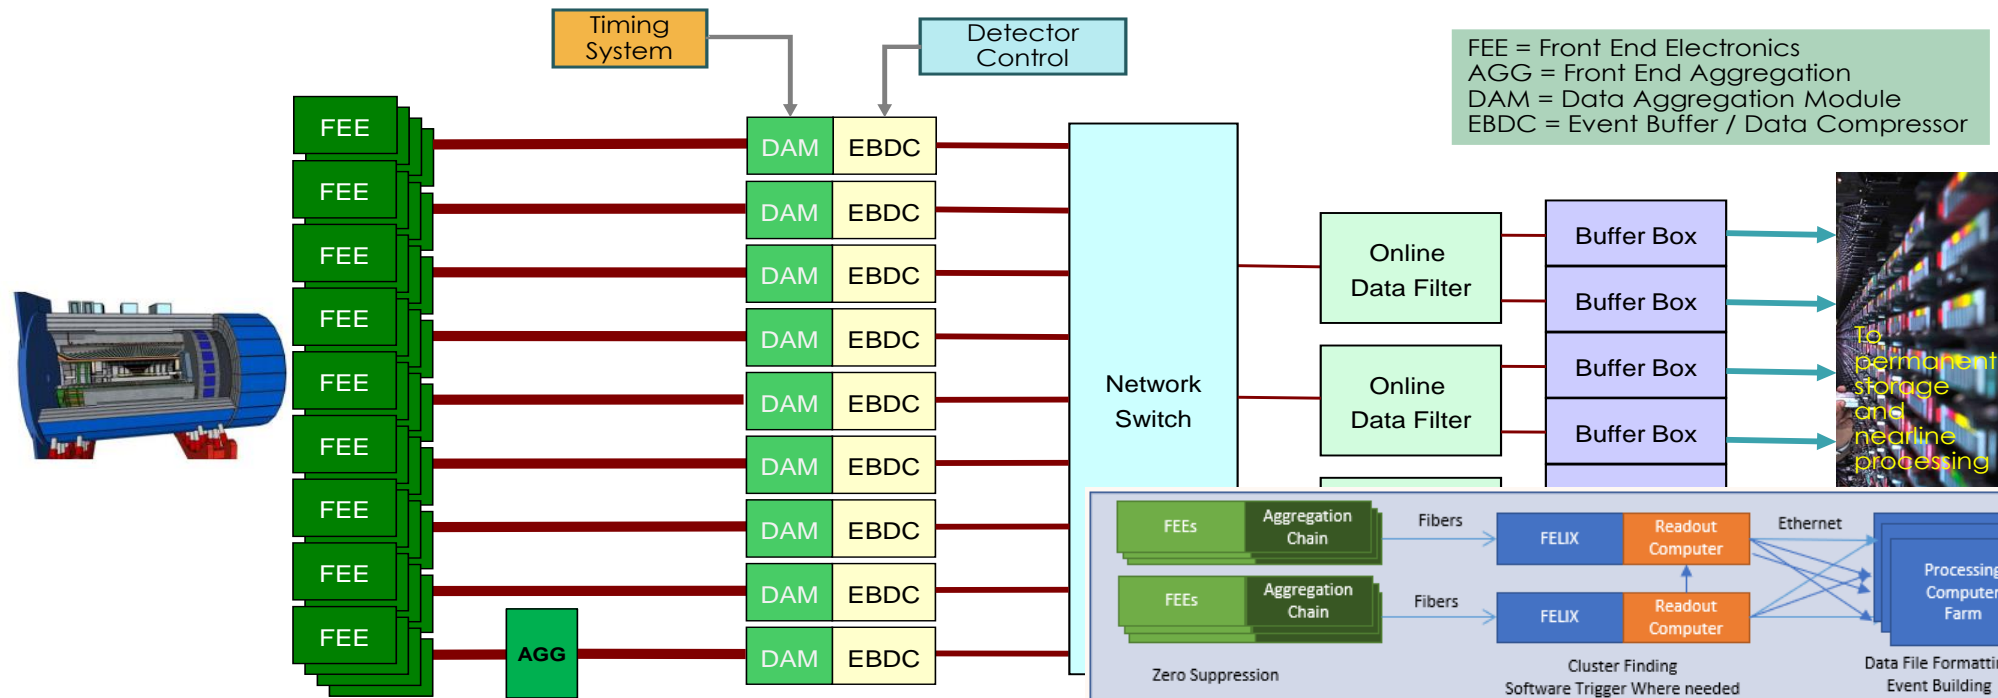 Timing
System
Detector
Control
FEE = Front End Electronics
AGG = Front End Aggregation
DAM = Data Aggregation Module
EBDC = Event Buffer / Data Compressor
FEE
DAM
EBDC
FEE
DAM
EBDC
FEE
DAM
EBDC
FEE
DAM
EBDC
FEE
DAM
EBDC
FEE
DAM
EBDC
FEE
DAM
EBDC
FEE
DAM
EBDC
FEE
AGG
DAM
EBDC
Network
Switch
Online
Data Filter
Online
Data Filter
Buffer Box
Buffer Box
Buffer Box
Buffer Box
To
permanent
storage
and
nearline
processing
FEEs
Aggregation
Chain
Fibers
FELIX
Readout
Computer
Ethernet
FEEs
Aggregation
Chain
Fibers
FELIX
Readout
Computer
Processing
Computer
Farm
Zero Suppression
Cluster Finding
Software Trigger Where needed
Data File Formattin
Event Building